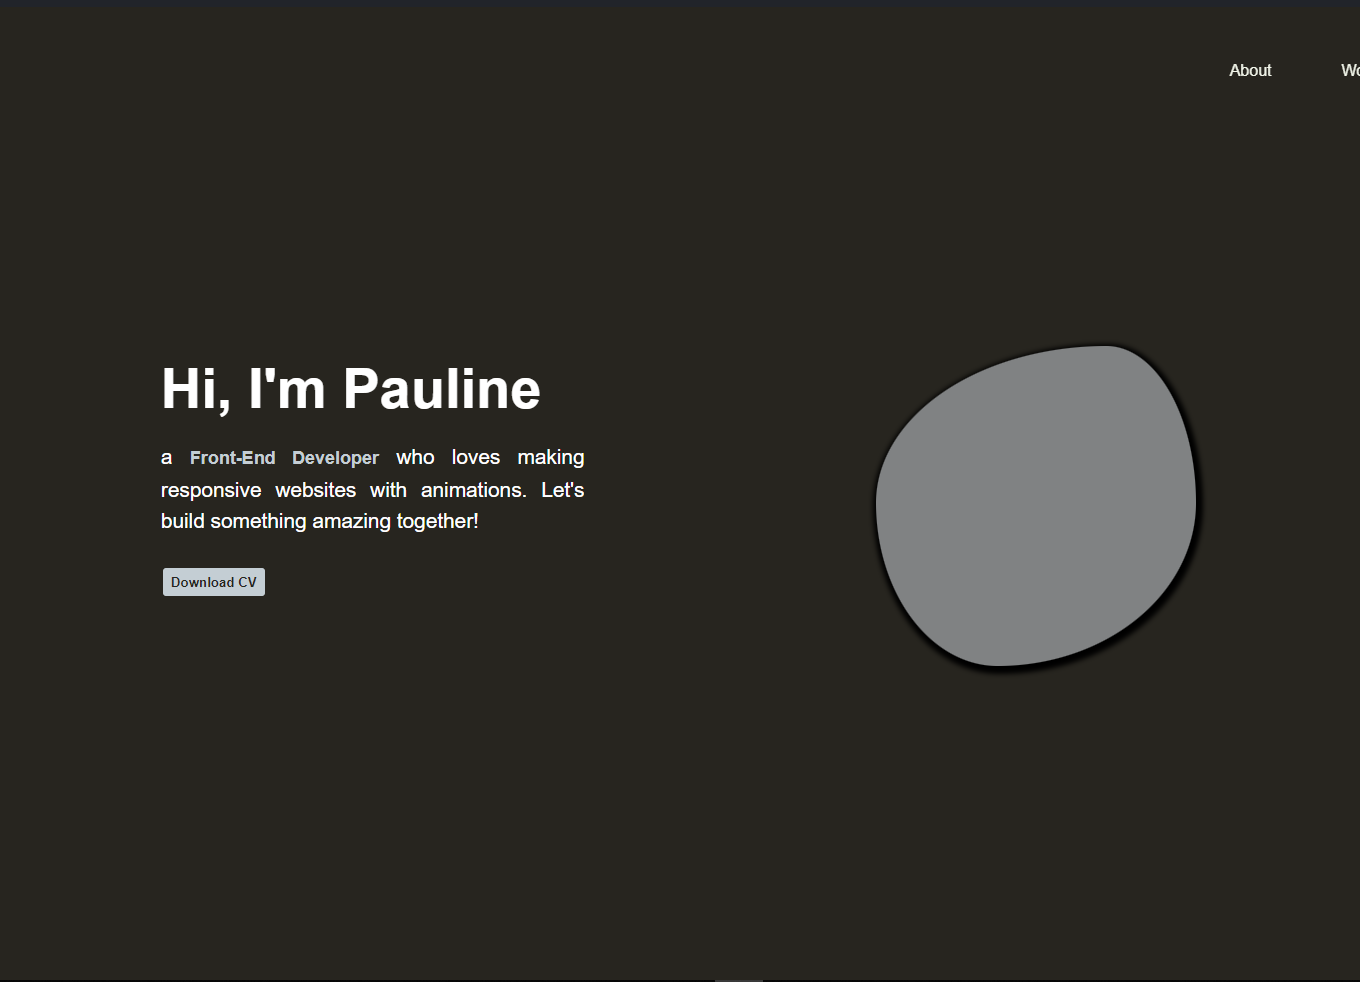 About
Hi, I'm Pauline
a Front-End Developer who loves making
responsive websites with animations. Let's
build something amazing together!
Download CV